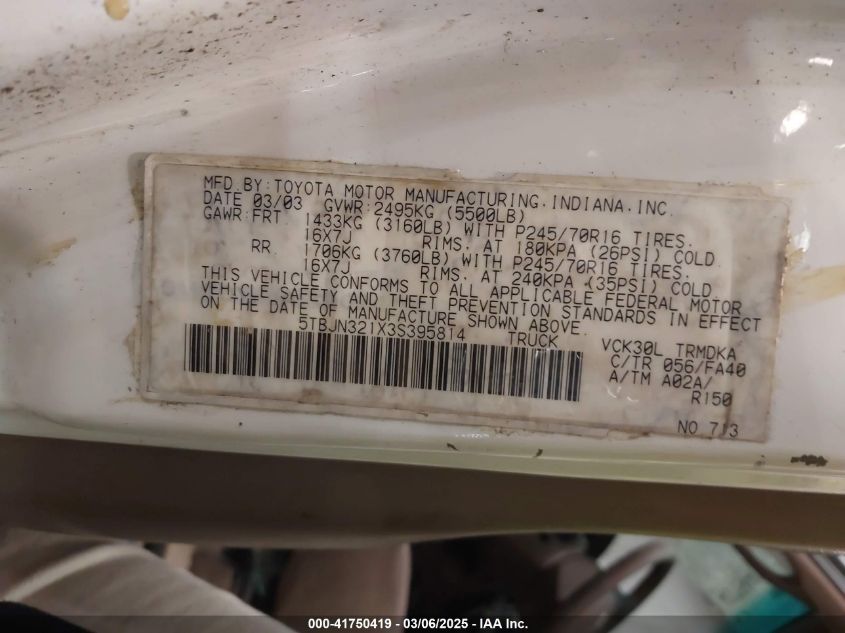 MFD.BY:TOYOTA MOTOR MANUFACTURING.INDIANA.INC.
DATE 03/03 GVWR:2495KG (5500LB)
GAWR:FRT 1433KG (3160LB) WITH P245/70R16 TIRES.
16X7J RIMS. AT 180KPA (26PSI) COLD
RR 1706KG (3760LB) WITH P245/70R16 TIRES.
16X7J RIMS. AT 240KPA (35PSI) COLD
THIS VEHICLE CONFORMS TO ALL APPLICABLE FEDERAL MOTOR
VEHICLE SAFETY AND THEFT PREVENTION STANDARDS IN EFFECT
ON THE DATE OF MANUFACTURE SHOWN ABOVE.
5TBJN321X3S395814 TRUCK
VCK30L TRMDKA
C/TR 056/FA40
A/TM A02A/
R150
NO 713
000-41750419 - 03/06/2025 - IAA Inc.